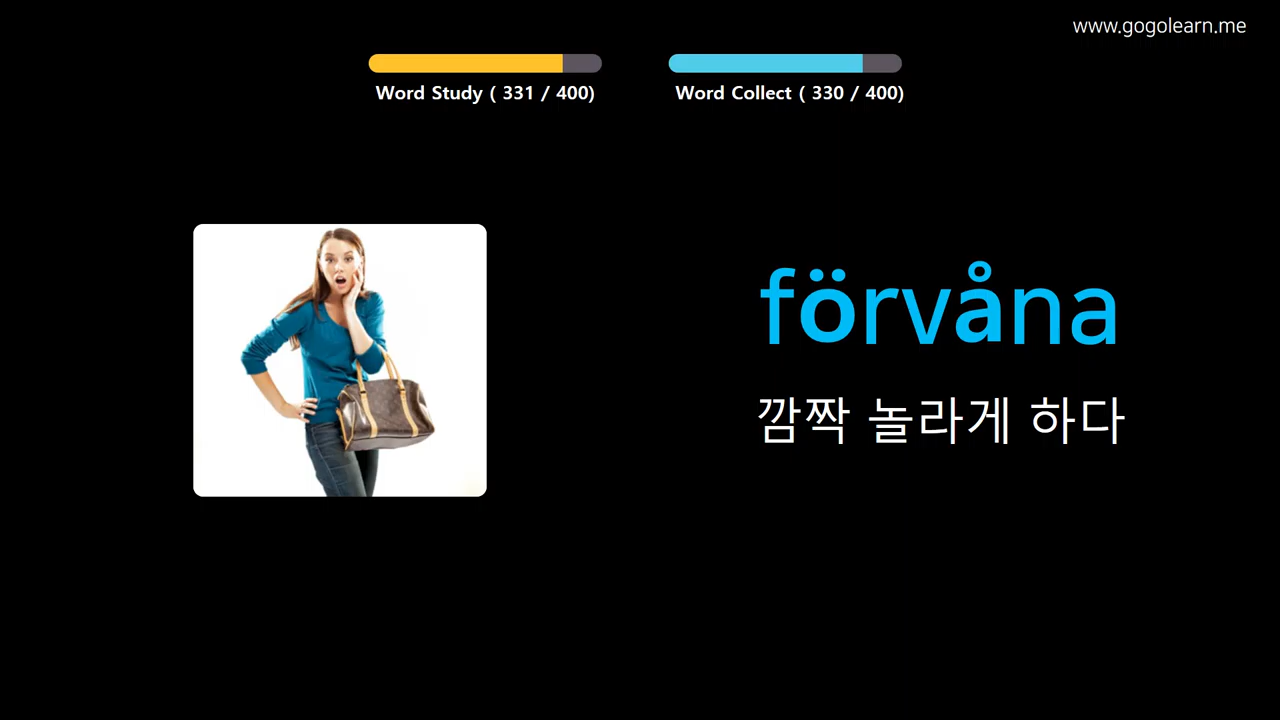 www.gogolearn.me
Word Study ( 331 / 400)
Word Collect ( 330 / 400)
förvåna
깜짝 놀라게 하다